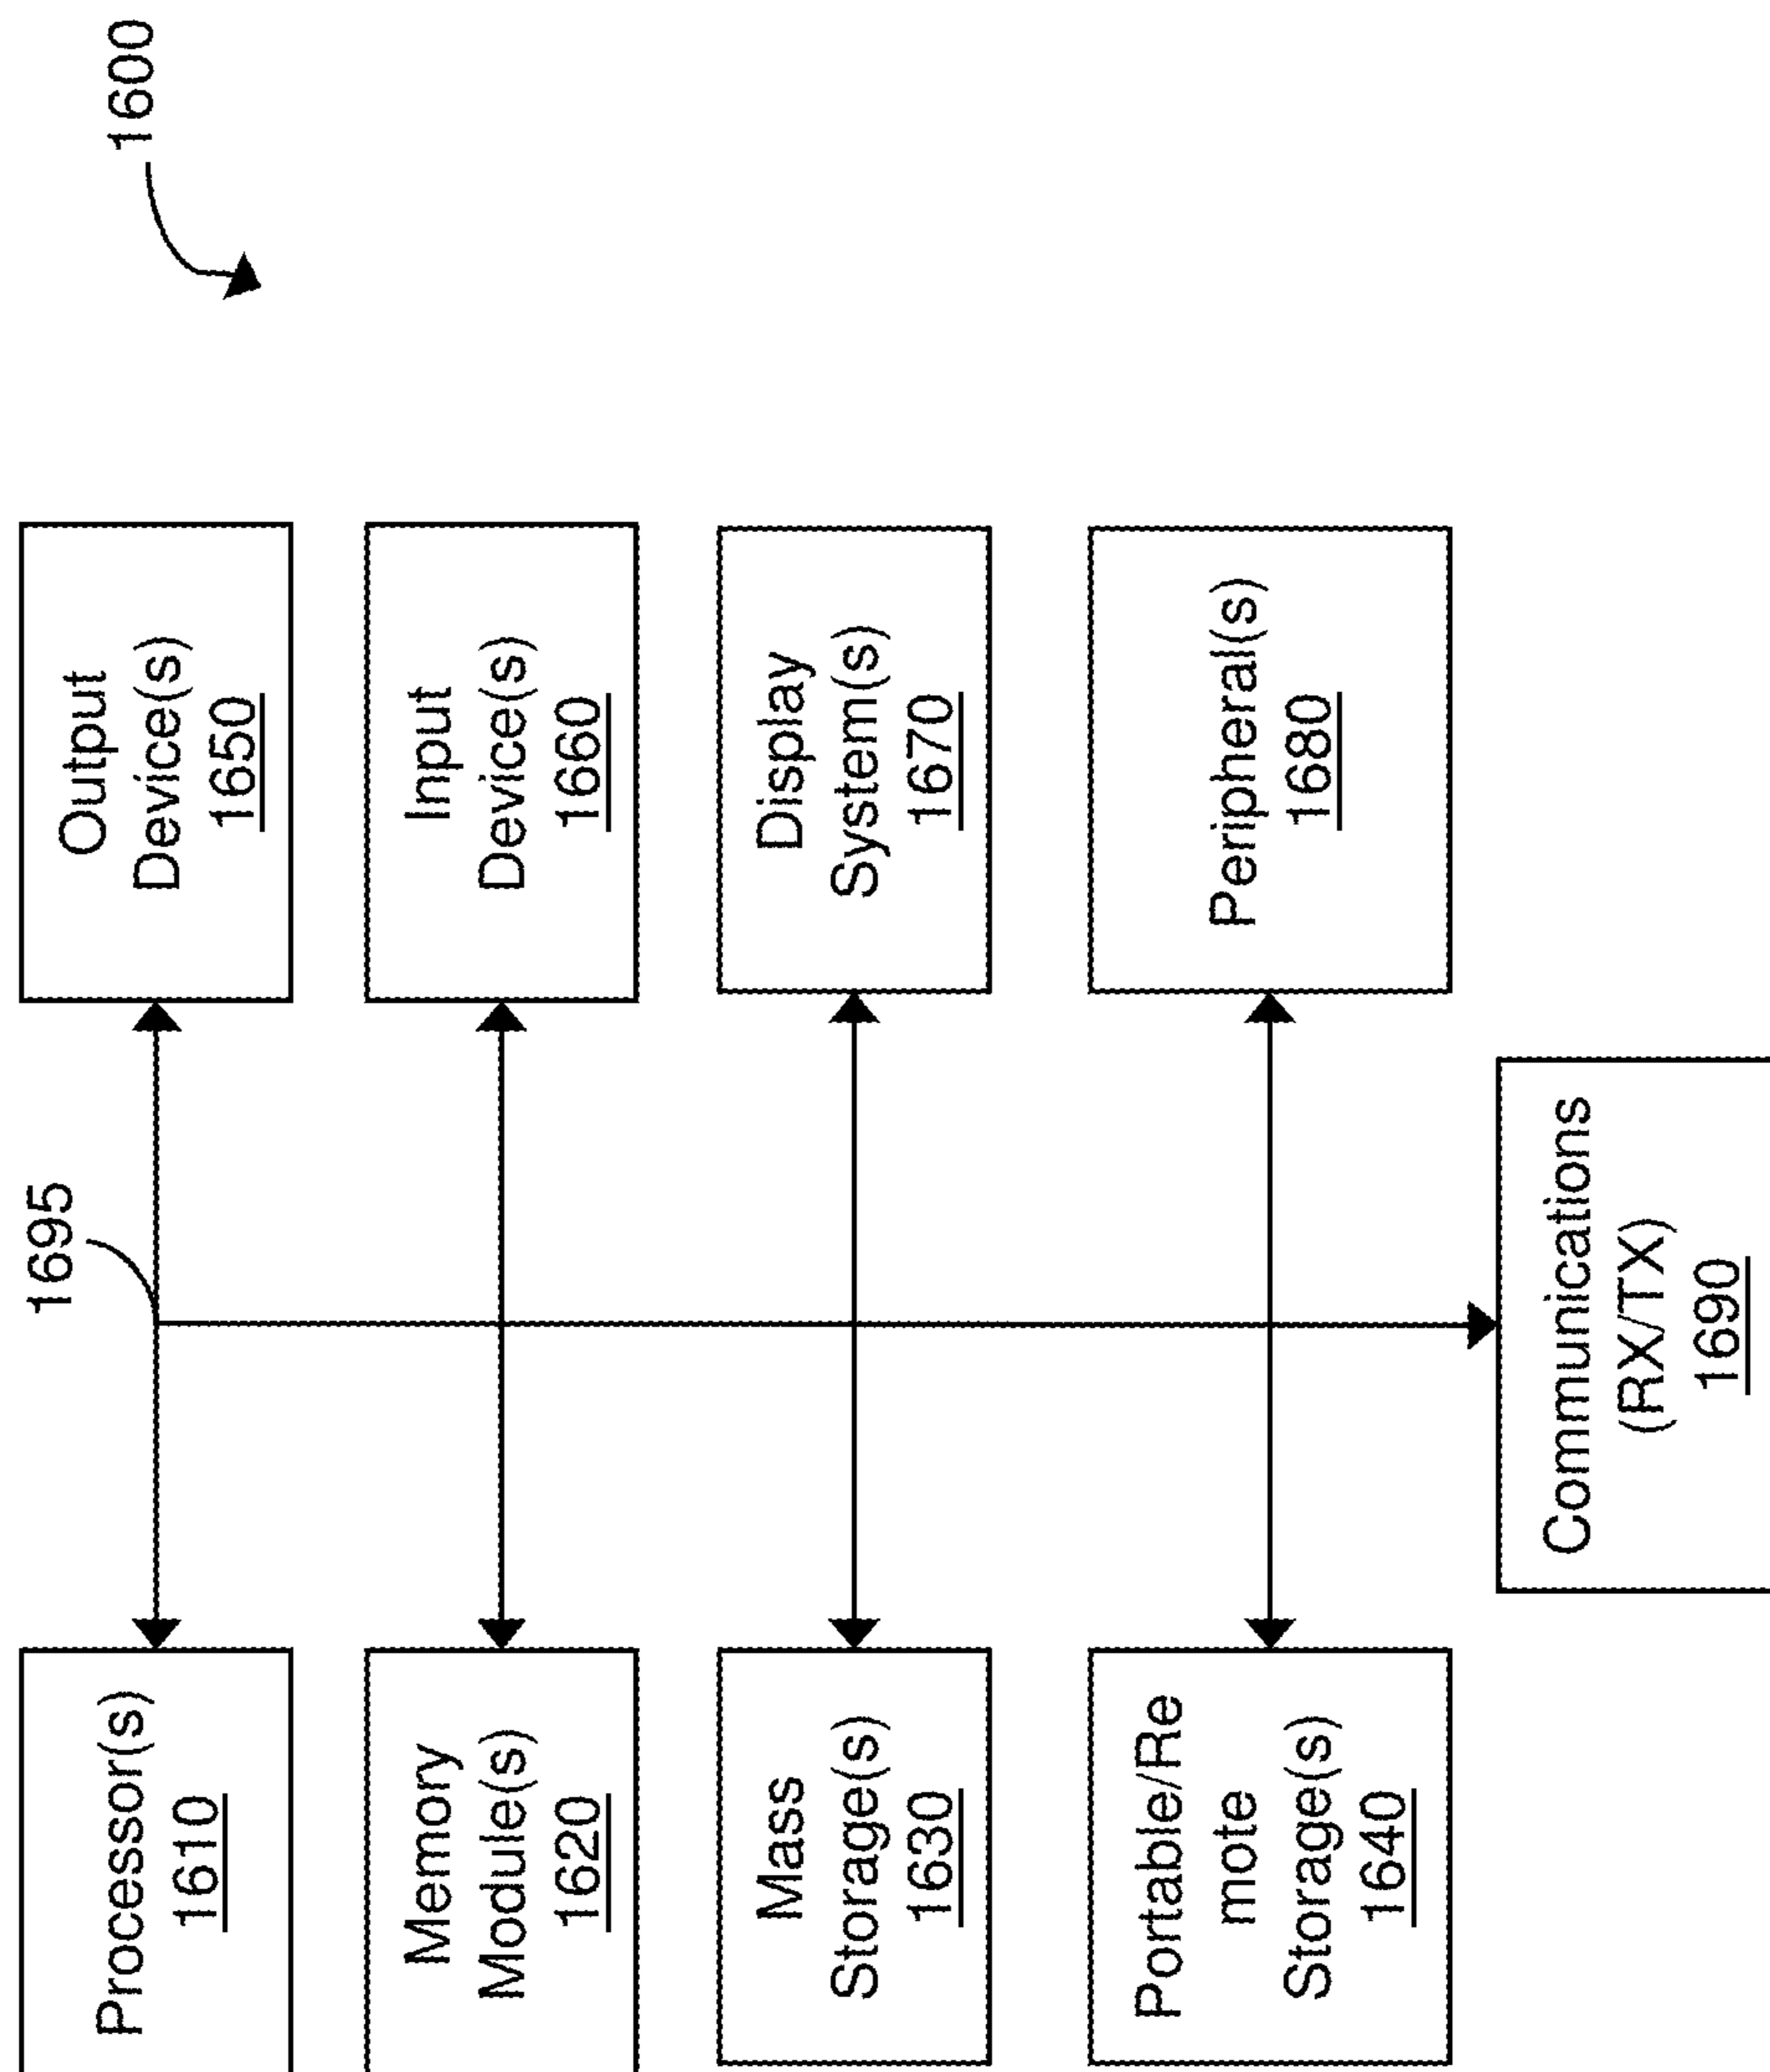 1600
1695
Processor(s)
1610
Output
Device(s)
1650
Memory
Module(s)
1620
Input
Device(s)
1660
Mass
Storage(s)
1630
Display
System(s)
1670
Portable/Re
mote
Storage(s)
1640
Peripheral(s)
1680
Communications
(RX/TX)
1690